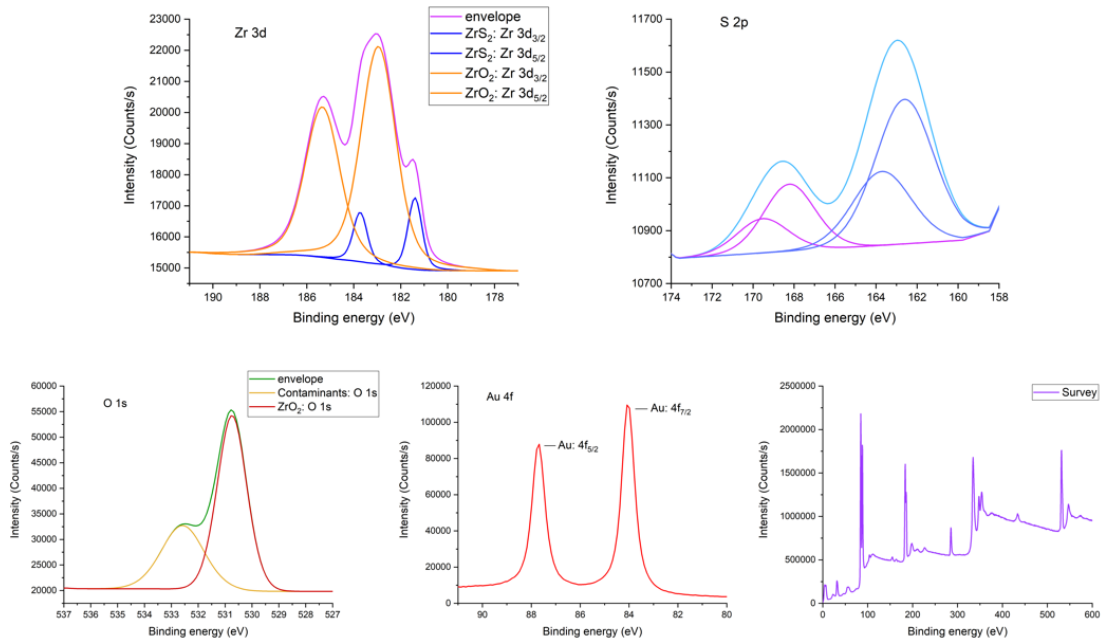 Zr 3d
envelope
ZrS₂: Zr 3d₃/₂
ZrS₂: Zr 3d₅/₂
ZrO₂: Zr 3d₃/₂
ZrO₂: Zr 3d₅/₂
23000
22000
21000
20000
19000
18000
17000
16000
15000
Intensity (Counts/s)
190 188 186 184 182 180 178
Binding energy (eV)
S 2p
11700
11500
11300
11100
10900
10700
Intensity (Counts/s)
174 172 170 168 166 164 162 160 158
Binding energy (eV)
O 1s
envelope
Contaminants: O 1s
ZrO₂: O 1s
60000
55000
50000
45000
40000
35000
30000
25000
20000
Intensity (Counts/s)
537 536 535 534 533 532 531 530 529 528 527
Binding energy (eV)
Au 4f
Au: 4f₇/₂
Au: 4f₅/₂
120000
100000
80000
60000
40000
20000
0
Intensity (Counts/s)
90 88 86 84 82 80
Binding energy (eV)
Survey
2500000
2000000
1500000
1000000
500000
0
Intensity (Counts/s)
0 100 200 300 400 500 600
Binding energy (eV)